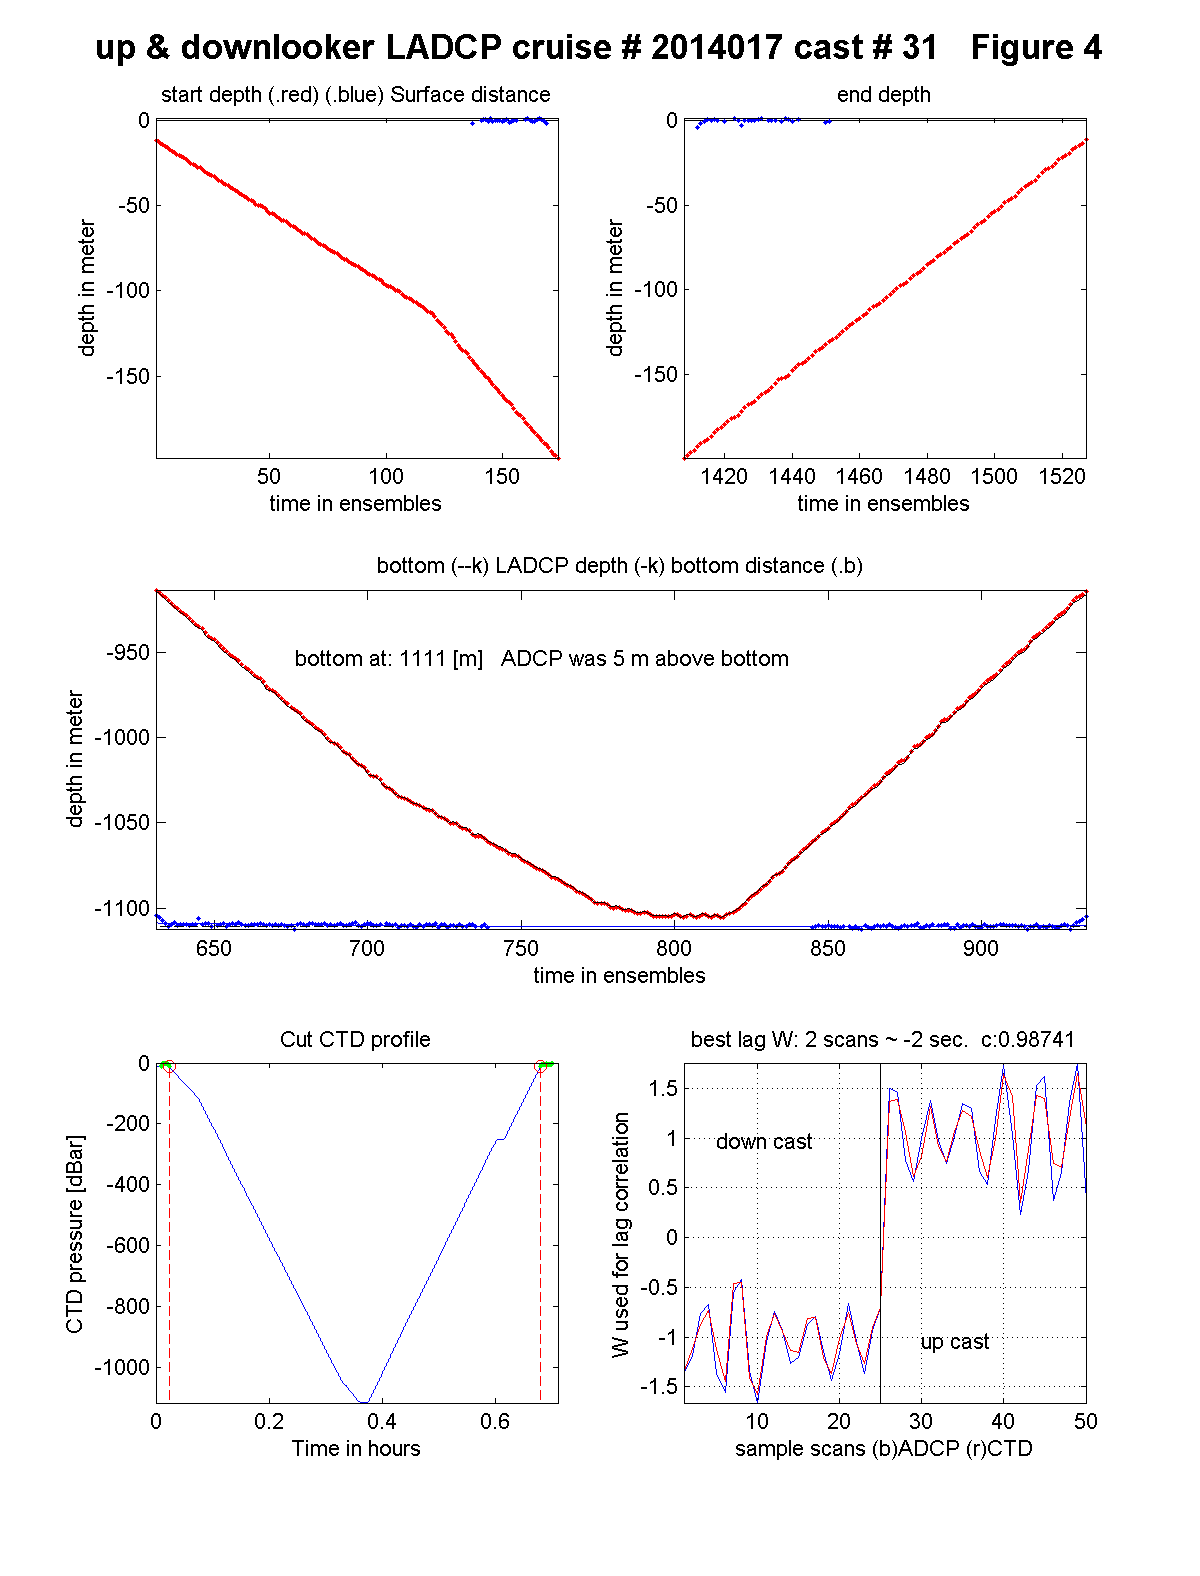 up & downlooker LADCP cruise # 2014017 cast # 31   Figure 4
start depth (.red) (.blue) Surface distance
0
-50
-100
-150
depth in meter
50 100 150
time in ensembles
end depth
0
-50
-100
-150
depth in meter
1420 1440 1460 1480 1500 1520
time in ensembles
bottom (--k) LADCP depth (-k) bottom distance (.b)
bottom at: 1111 [m]   ADCP was 5 m above bottom
-950
-1000
-1050
-1100
depth in meter
650 700 750 800 850 900
time in ensembles
Cut CTD profile
0
-200
-400
-600
-800
-1000
CTD pressure [dBar]
0 0.2 0.4 0.6
Time in hours
best lag W: 2 scans ~ -2 sec.  c:0.98741
1.5
1
0.5
0
-0.5
-1
-1.5
W used for lag correlation
down cast
up cast
10 20 30 40 50
sample scans (b)ADCP (r)CTD